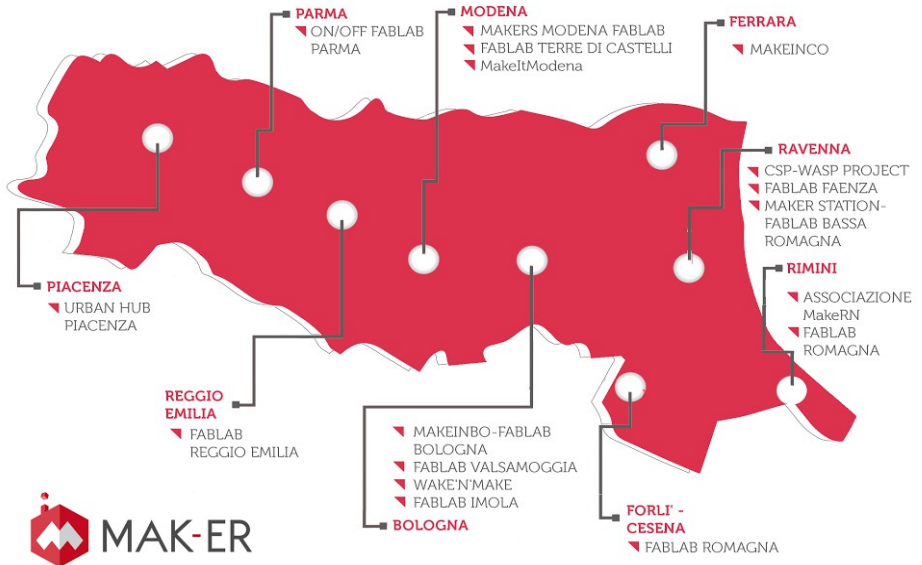 PARMA
ON/OFF FABLAB
PARMA
MODENA
MAKERS MODENA FABLAB
FABLAB TERRE DI CASTELLI
MakeItModena
FERRARA
MAKEINCO
RAVENNA
CSP-WASP PROJECT
FABLAB FAENZA
MAKER STATION-
FABLAB BASSA
ROMAGNA
RIMINI
ASSOCIAZIONE
MakeRN
FABLAB
ROMAGNA
PIACENZA
URBAN HUB
PIACENZA
REGGIO
EMILIA
FABLAB
REGGIO EMILIA
MAKEINBO-FABLAB
BOLOGNA
FABLAB VALSAMOGGIA
WAKE'N'MAKE
FABLAB IMOLA
BOLOGNA
FORLI' -
CESENA
FABLAB ROMAGNA
MAK-ER